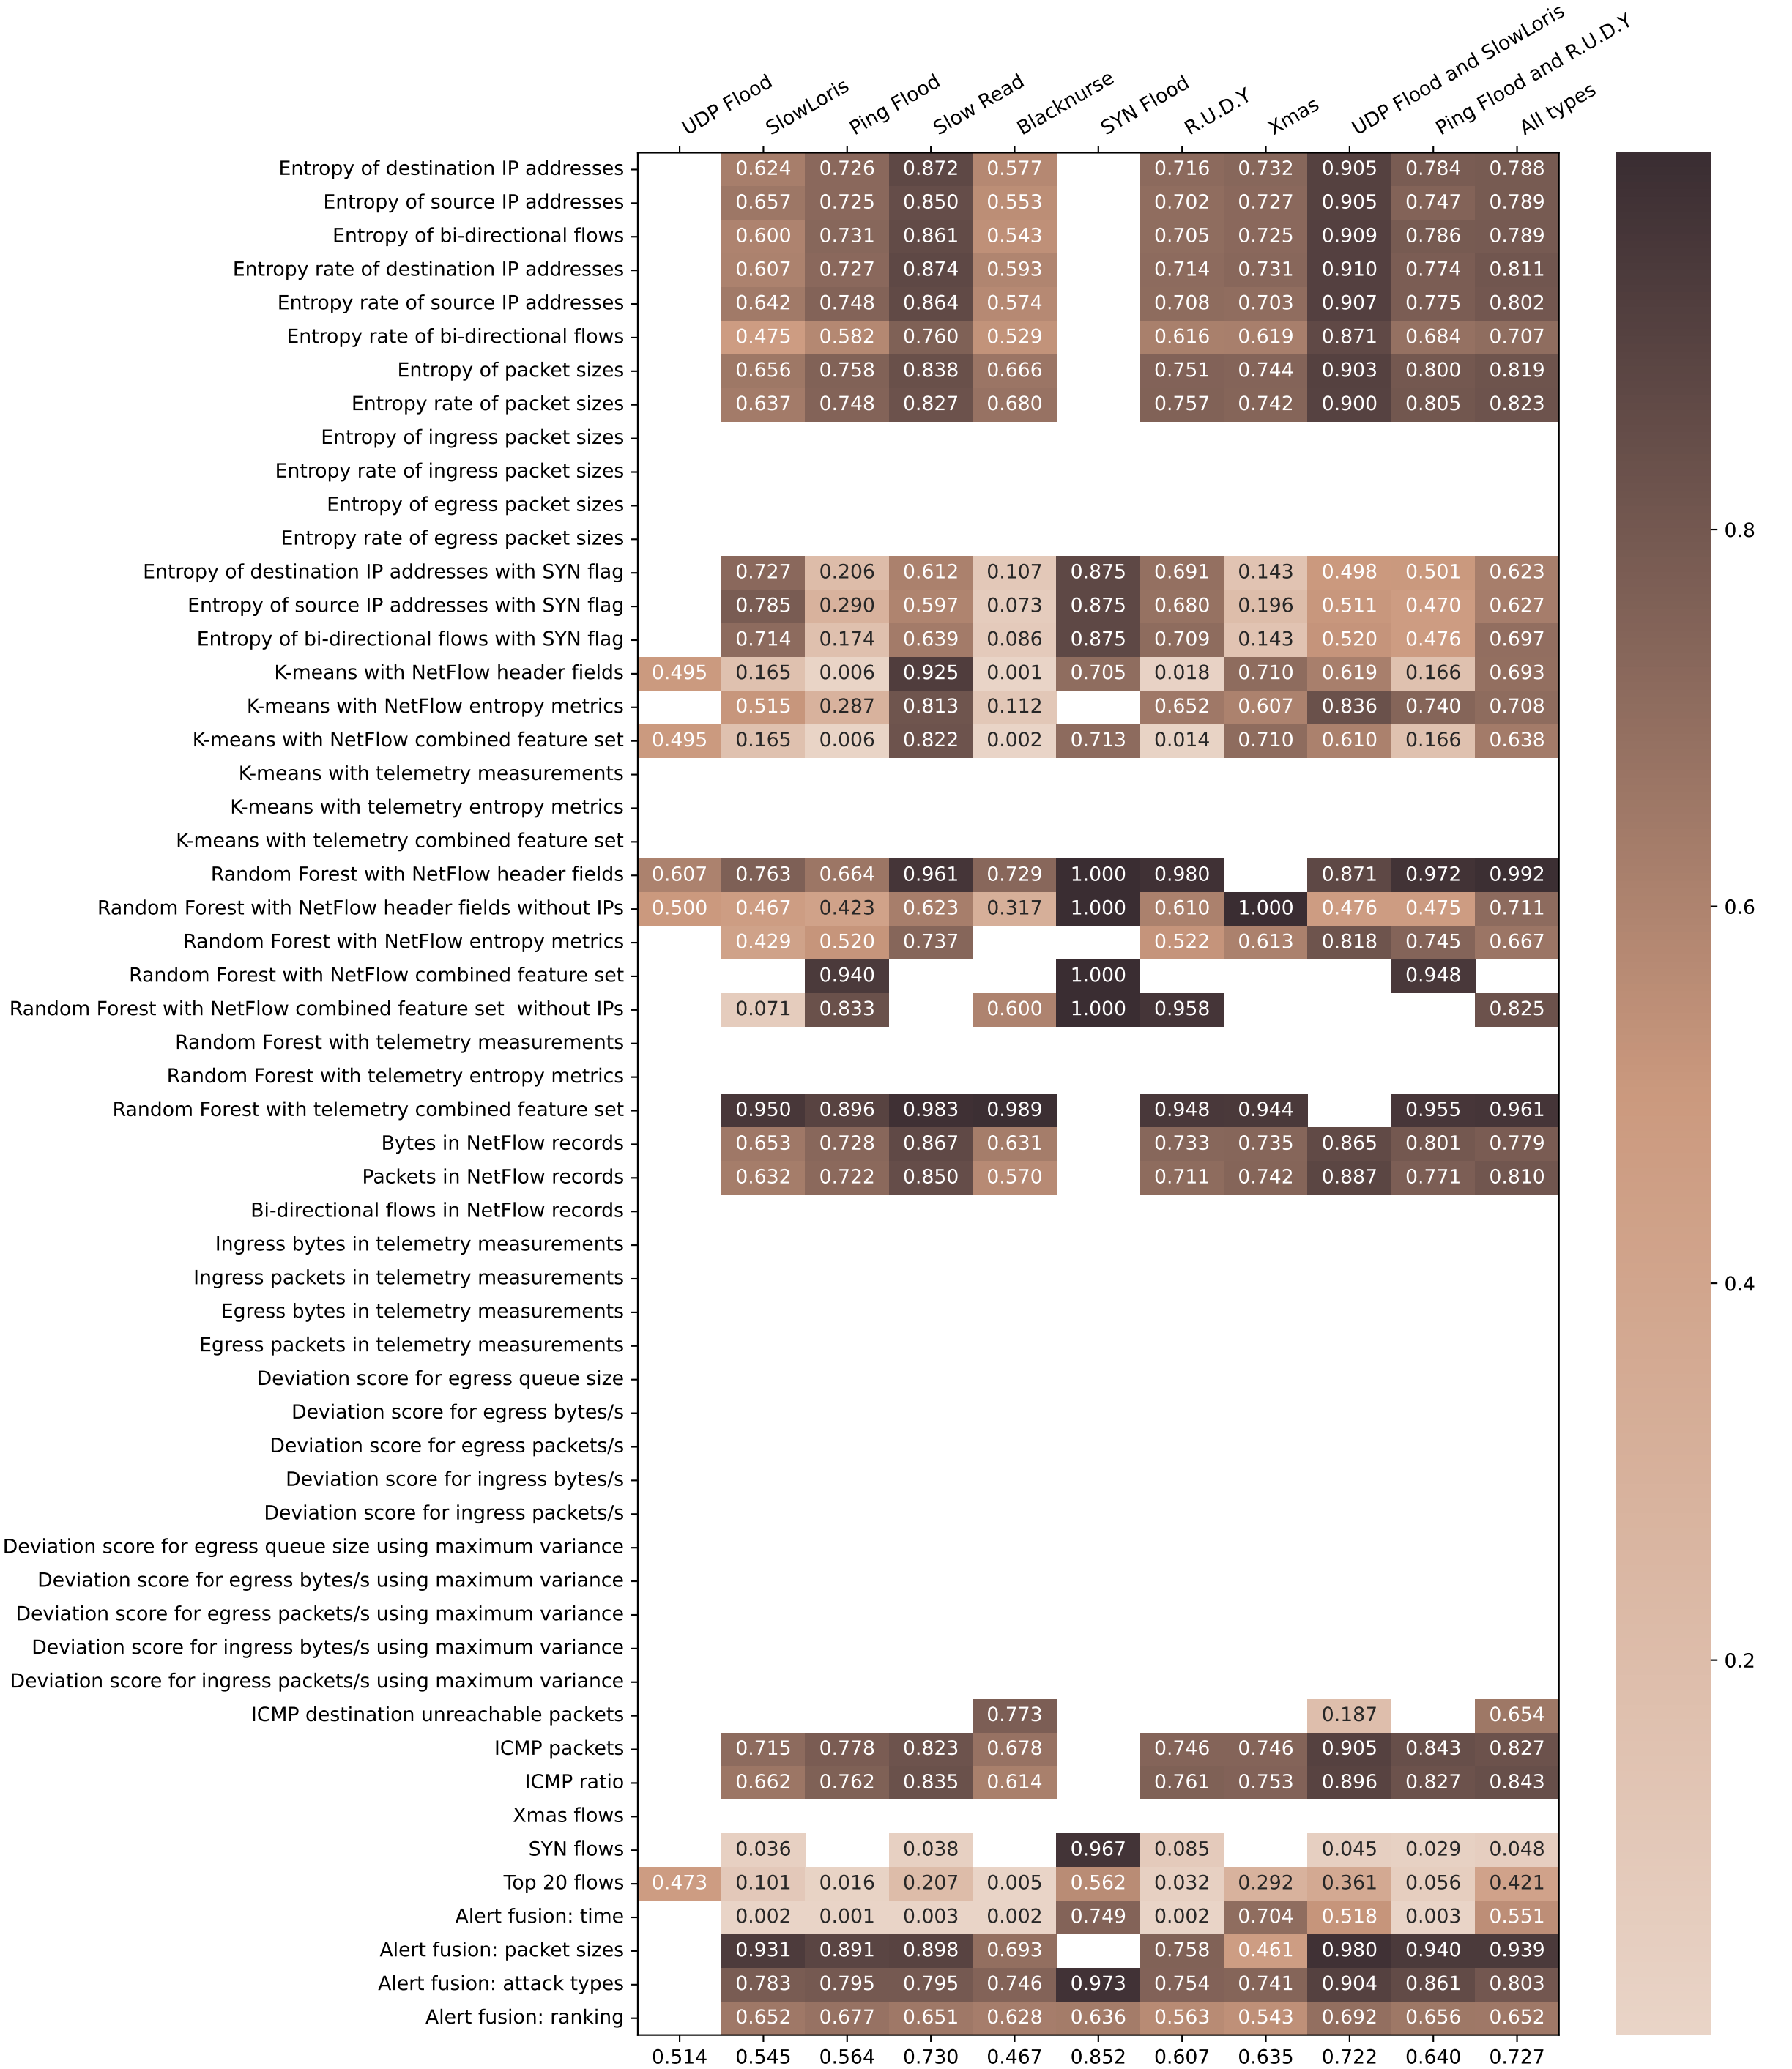 UDP Flood SlowLoris Ping Flood Slow Read Blacknurse SYN Flood R.U.D.Y Xmas UDP Flood and SlowLoris Ping Flood and R.U.D.Y All types
Entropy of destination IP addresses 0.624 0.726 0.872 0.577 0.716 0.732 0.905 0.784 0.788
Entropy of source IP addresses 0.657 0.725 0.850 0.553 0.702 0.727 0.905 0.747 0.789
Entropy of bi-directional flows 0.600 0.731 0.861 0.543 0.705 0.725 0.909 0.786 0.789
Entropy rate of destination IP addresses 0.607 0.727 0.874 0.593 0.714 0.731 0.910 0.774 0.811
Entropy rate of source IP addresses 0.642 0.748 0.864 0.574 0.708 0.703 0.907 0.775 0.802
Entropy rate of bi-directional flows 0.475 0.582 0.760 0.529 0.616 0.619 0.871 0.684 0.707
Entropy of packet sizes 0.656 0.758 0.838 0.666 0.751 0.744 0.903 0.800 0.819
Entropy rate of packet sizes 0.637 0.748 0.827 0.680 0.757 0.742 0.900 0.805 0.823
Entropy of ingress packet sizes
Entropy rate of ingress packet sizes
Entropy of egress packet sizes
Entropy rate of egress packet sizes
0.8
Entropy of destination IP addresses with SYN flag 0.727 0.206 0.612 0.107 0.875 0.691 0.143 0.498 0.501 0.623
Entropy of source IP addresses with SYN flag 0.785 0.290 0.597 0.073 0.875 0.680 0.196 0.511 0.470 0.627
Entropy of bi-directional flows with SYN flag 0.714 0.174 0.639 0.086 0.875 0.709 0.143 0.520 0.476 0.697
K-means with NetFlow header fields 0.495 0.165 0.006 0.925 0.001 0.705 0.018 0.710 0.619 0.166 0.693
K-means with NetFlow entropy metrics 0.515 0.287 0.813 0.112 0.652 0.607 0.836 0.740 0.708
K-means with NetFlow combined feature set 0.495 0.165 0.006 0.822 0.002 0.713 0.014 0.710 0.610 0.166 0.638
K-means with telemetry measurements
K-means with telemetry entropy metrics
K-means with telemetry combined feature set
Random Forest with NetFlow header fields 0.607 0.763 0.664 0.961 0.729 1.000 0.980 0.871 0.972 0.992
Random Forest with NetFlow header fields without IPs 0.500 0.467 0.423 0.623 0.317 1.000 0.610 1.000 0.476 0.475 0.711
0.6
Random Forest with NetFlow entropy metrics 0.429 0.520 0.737 0.522 0.613 0.818 0.745 0.667
Random Forest with NetFlow combined feature set 0.940 1.000 0.948
Random Forest with NetFlow combined feature set  without IPs 0.071 0.833 0.600 1.000 0.958 0.825
Random Forest with telemetry measurements
Random Forest with telemetry entropy metrics
Random Forest with telemetry combined feature set 0.950 0.896 0.983 0.989 0.948 0.944 0.955 0.961
Bytes in NetFlow records 0.653 0.728 0.867 0.631 0.733 0.735 0.865 0.801 0.779
Packets in NetFlow records 0.632 0.722 0.850 0.570 0.711 0.742 0.887 0.771 0.810
Bi-directional flows in NetFlow records
Ingress bytes in telemetry measurements
Ingress packets in telemetry measurements
0.4
Egress bytes in telemetry measurements
Egress packets in telemetry measurements
Deviation score for egress queue size
Deviation score for egress bytes/s
Deviation score for egress packets/s
Deviation score for ingress bytes/s
Deviation score for ingress packets/s
Deviation score for egress queue size using maximum variance
Deviation score for egress bytes/s using maximum variance
Deviation score for egress packets/s using maximum variance
Deviation score for ingress bytes/s using maximum variance
0.2
Deviation score for ingress packets/s using maximum variance
ICMP destination unreachable packets 0.773 0.187 0.654
ICMP packets 0.715 0.778 0.823 0.678 0.746 0.746 0.905 0.843 0.827
ICMP ratio 0.662 0.762 0.835 0.614 0.761 0.753 0.896 0.827 0.843
Xmas flows
SYN flows 0.036 0.038 0.967 0.085 0.045 0.029 0.048
Top 20 flows 0.473 0.101 0.016 0.207 0.005 0.562 0.032 0.292 0.361 0.056 0.421
Alert fusion: time 0.002 0.001 0.003 0.002 0.749 0.002 0.704 0.518 0.003 0.551
Alert fusion: packet sizes 0.931 0.891 0.898 0.693 0.758 0.461 0.980 0.940 0.939
Alert fusion: attack types 0.783 0.795 0.795 0.746 0.973 0.754 0.741 0.904 0.861 0.803
Alert fusion: ranking 0.652 0.677 0.651 0.628 0.636 0.563 0.543 0.692 0.656 0.652
0.514 0.545 0.564 0.730 0.467 0.852 0.607 0.635 0.722 0.640 0.727